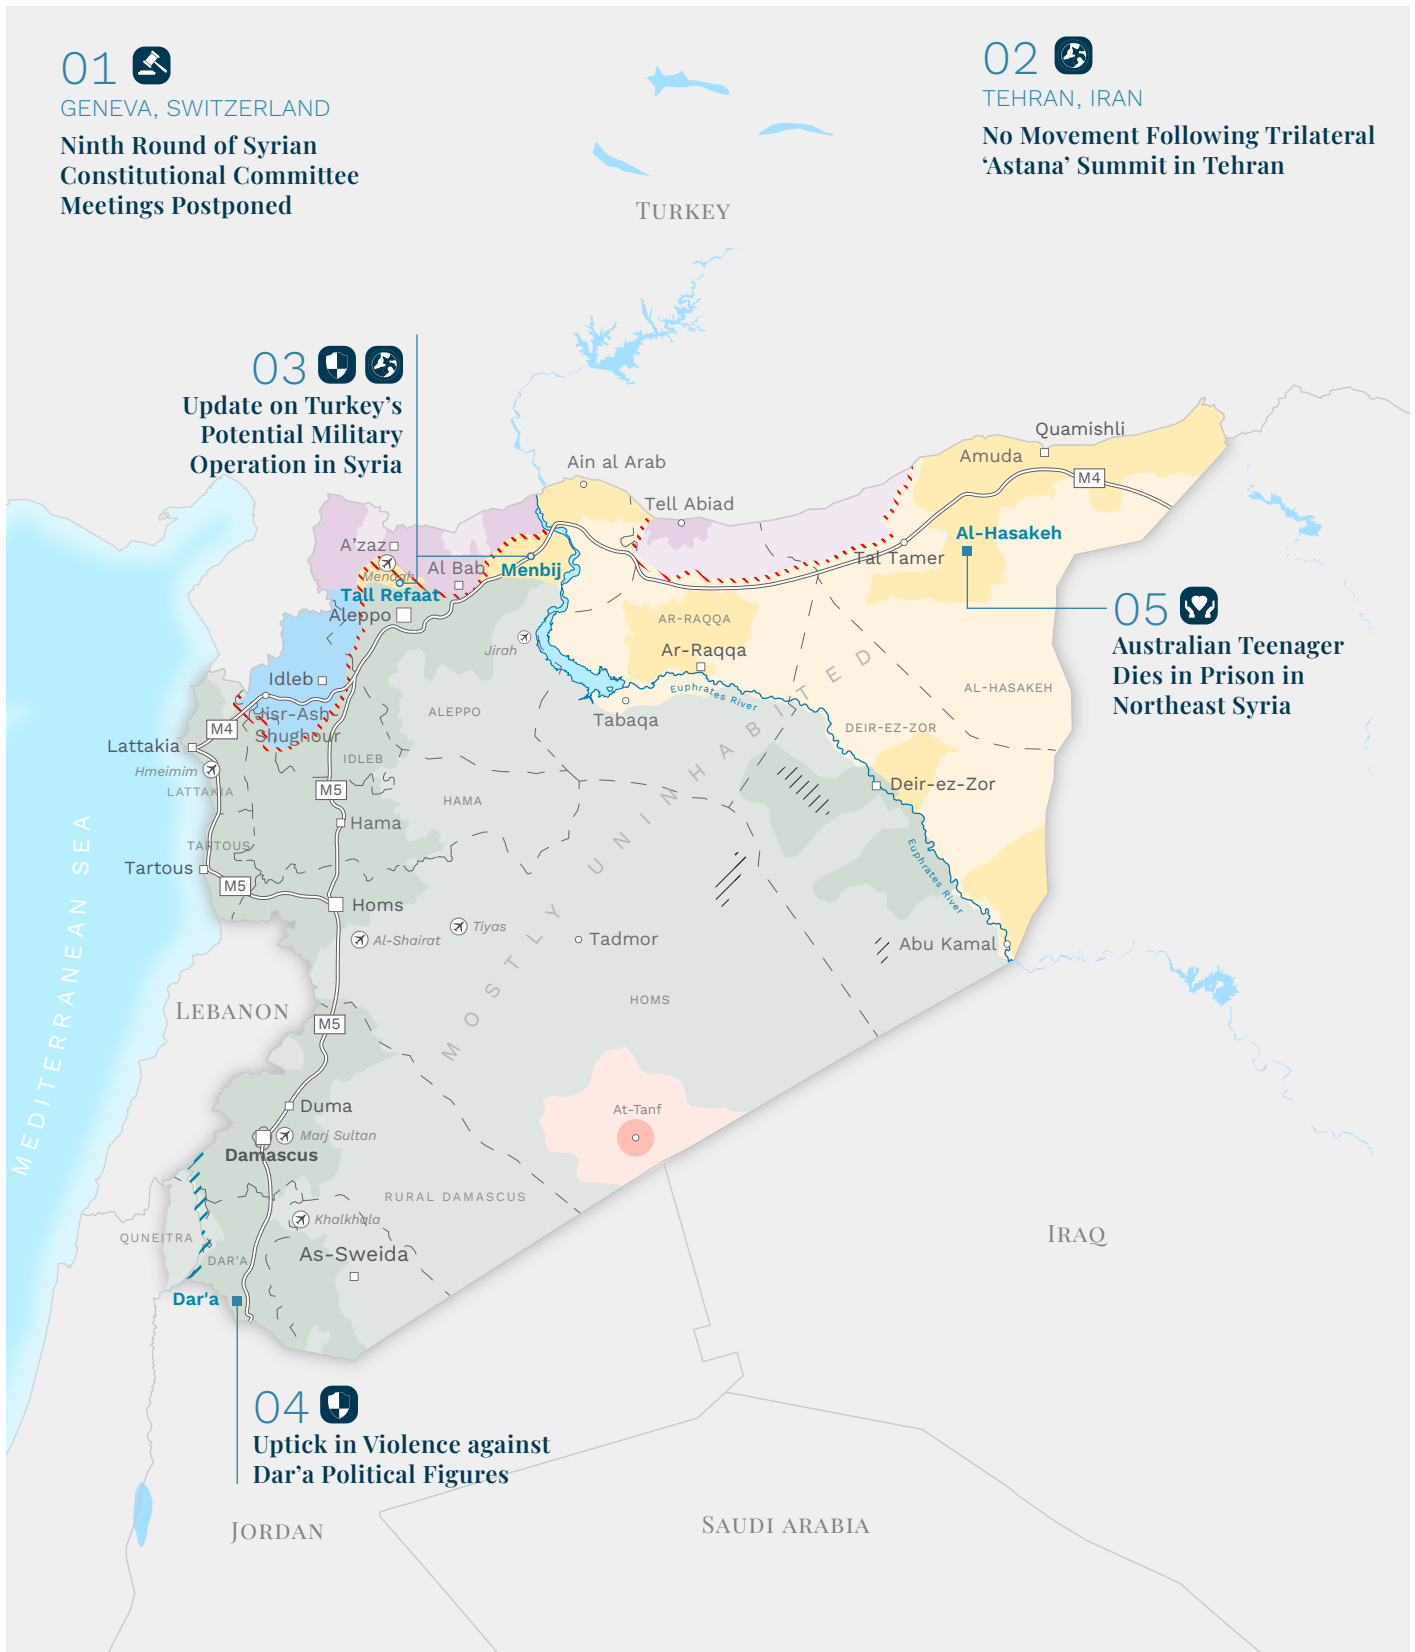 01
GENEVA, SWITZERLAND
Ninth Round of Syrian
Constitutional Committee
Meetings Postponed
02
TEHRAN, IRAN
No Movement Following Trilateral
‘Astana’ Summit in Tehran
TURKEY
03
Update on Turkey’s
Potential Military
Operation in Syria
Quamishli
Amuda
M4
Ain al Arab
Tell Abiad
Al-Hasakeh
A’zaz
Menagh
Al Bab
Menbij
Tal Tamer
Tall Refaat
Aleppo
05
Australian Teenager
Dies in Prison in
Northeast Syria
AR-RAQQA
Ar-Raqqa
Jirah
Idleb
Euphrates River
AL-HASAKEH
Jisr-Ash-
Shughour
M4
ALEPPO
Tabaqa
DEIR-EZ-ZOR
Lattakia
Hmeimim
LATTAKIA
IDLEB
M5
HAMA
Deir-ez-Zor
Hama
TARTOUS
Tartous
M5
Homs
Euphrates River
Al-Shairat
Tiyas
Tadmor
Abu Kamal
MOSTLY UNINHABITED
MEDITERRANEAN SEA
LEBANON
HOMS
M5
At-Tanf
Duma
Marj Sultan
Damascus
RURAL DAMASCUS
Khalkhala
QUNEITRA
DAR'A
As-Sweida
IRAQ
Dar'a
04
Uptick in Violence against
Dar’a Political Figures
JORDAN
SAUDI ARABIA